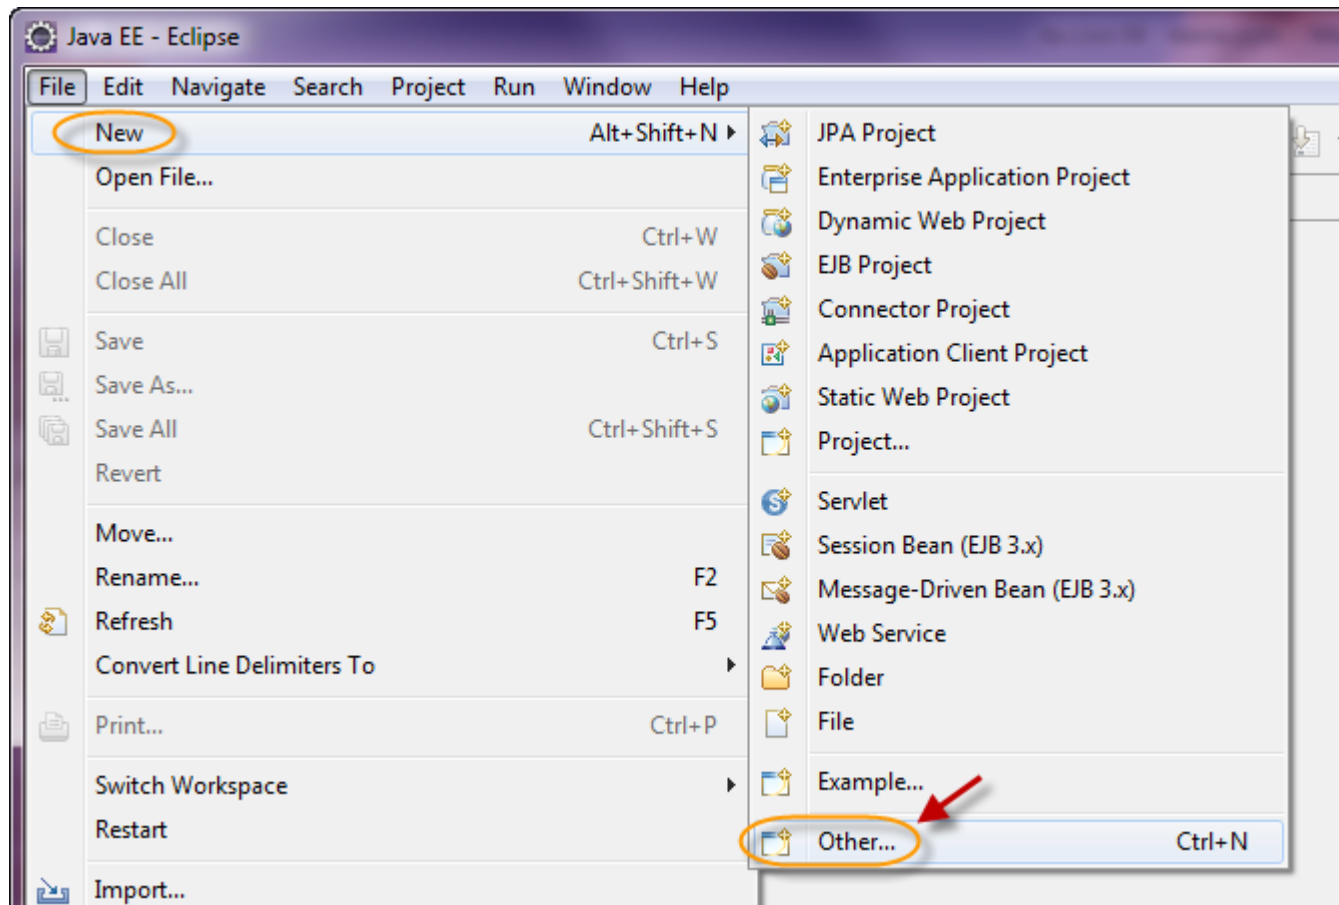 Java EE - Eclipse
File Edit Navigate Search Project Run Window Help
New Alt+Shift+N
Open File...
Close Ctrl+W
Close All Ctrl+Shift+W
Save Ctrl+S
Save As...
Save All Ctrl+Shift+S
Revert
Move...
Rename... F2
Refresh F5
Convert Line Delimiters To
Print... Ctrl+P
Switch Workspace
Restart
Import...
JPA Project
Enterprise Application Project
Dynamic Web Project
EJB Project
Connector Project
Application Client Project
Static Web Project
Project...
Servlet
Session Bean (EJB 3.x)
Message-Driven Bean (EJB 3.x)
Web Service
Folder
File
Example...
Other... Ctrl+N